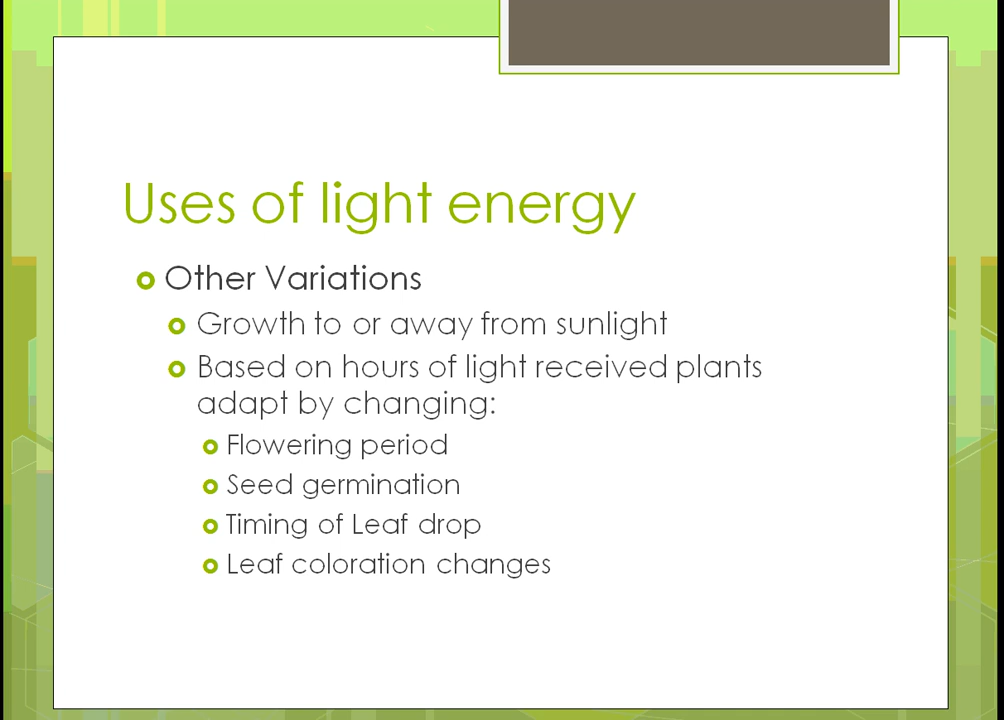 Uses of light energy
Other Variations
Growth to or away from sunlight
Based on hours of light received plants
adapt by changing:
Flowering period
Seed germination
Timing of Leaf drop
Leaf coloration changes